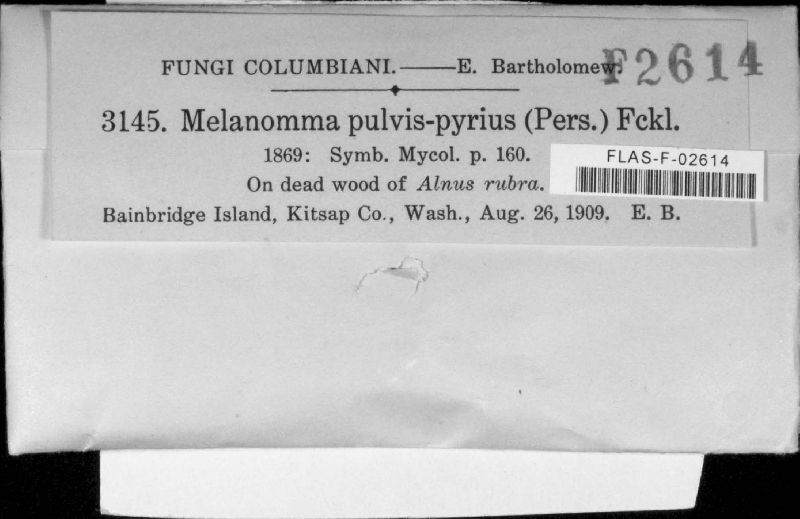 FUNGI COLUMBIANI.——E. Bartholomew.
F2614
3145. Melanomma pulvis-pyrius (Pers.) Fckl.
1869: Symb. Mycol. p. 160.
FLAS-F-02614
On dead wood of Alnus rubra.
Bainbridge Island, Kitsap Co., Wash., Aug. 26, 1909. E. B.